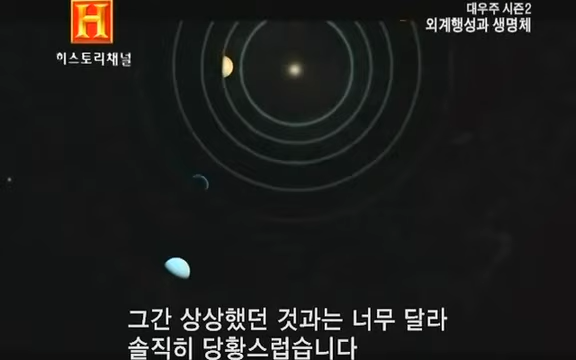 H
히스토리채널
대우주 시즌2
외계행성과 생명체
그간 상상했던 것과는 너무 달라
솔직히 당황스럽습니다